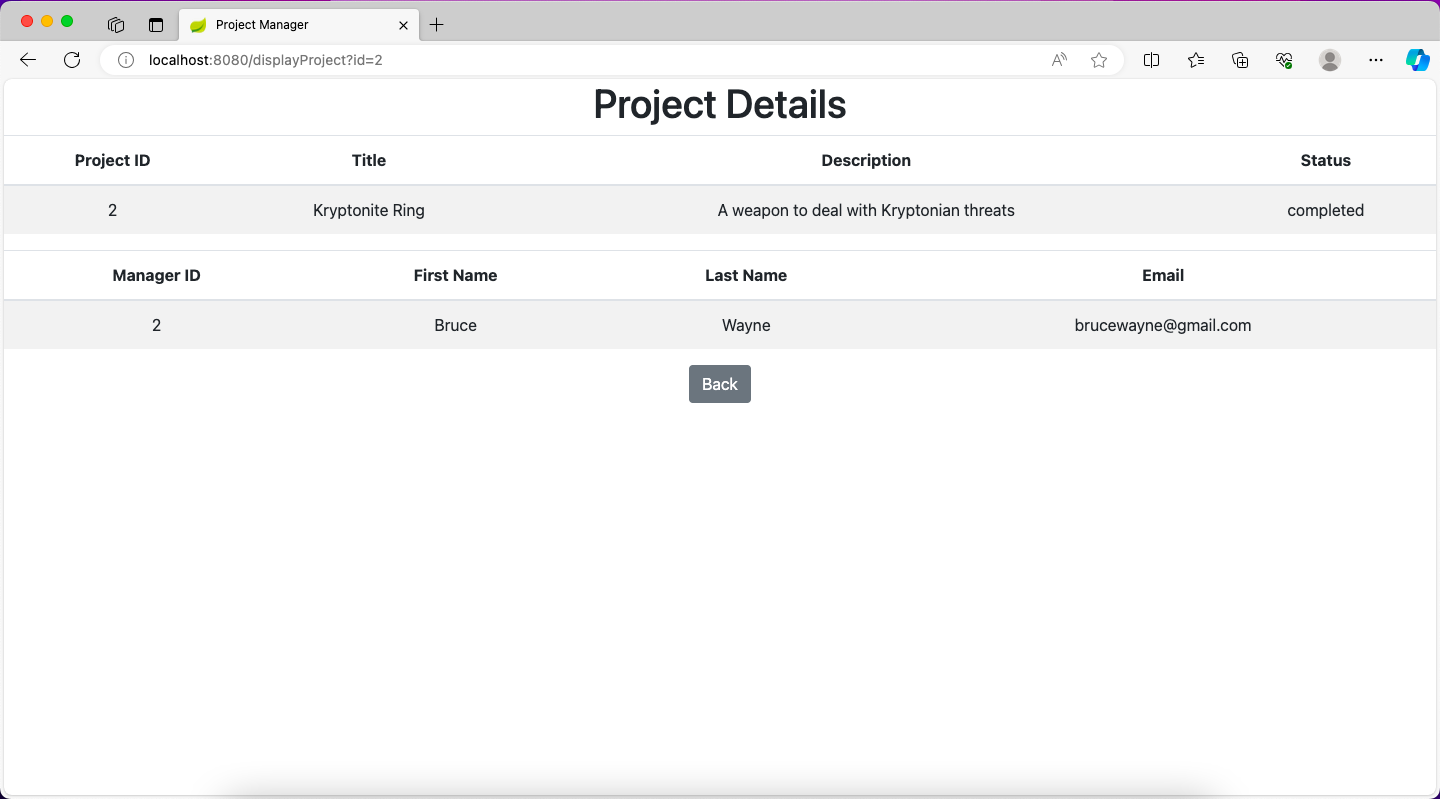 Project Manager
localhost:8080/displayProject?id=2
Project Details
Project ID Title Description Status
2 Kryptonite Ring A weapon to deal with Kryptonian threats completed
Manager ID First Name Last Name Email
2 Bruce Wayne brucewayne@gmail.com
Back